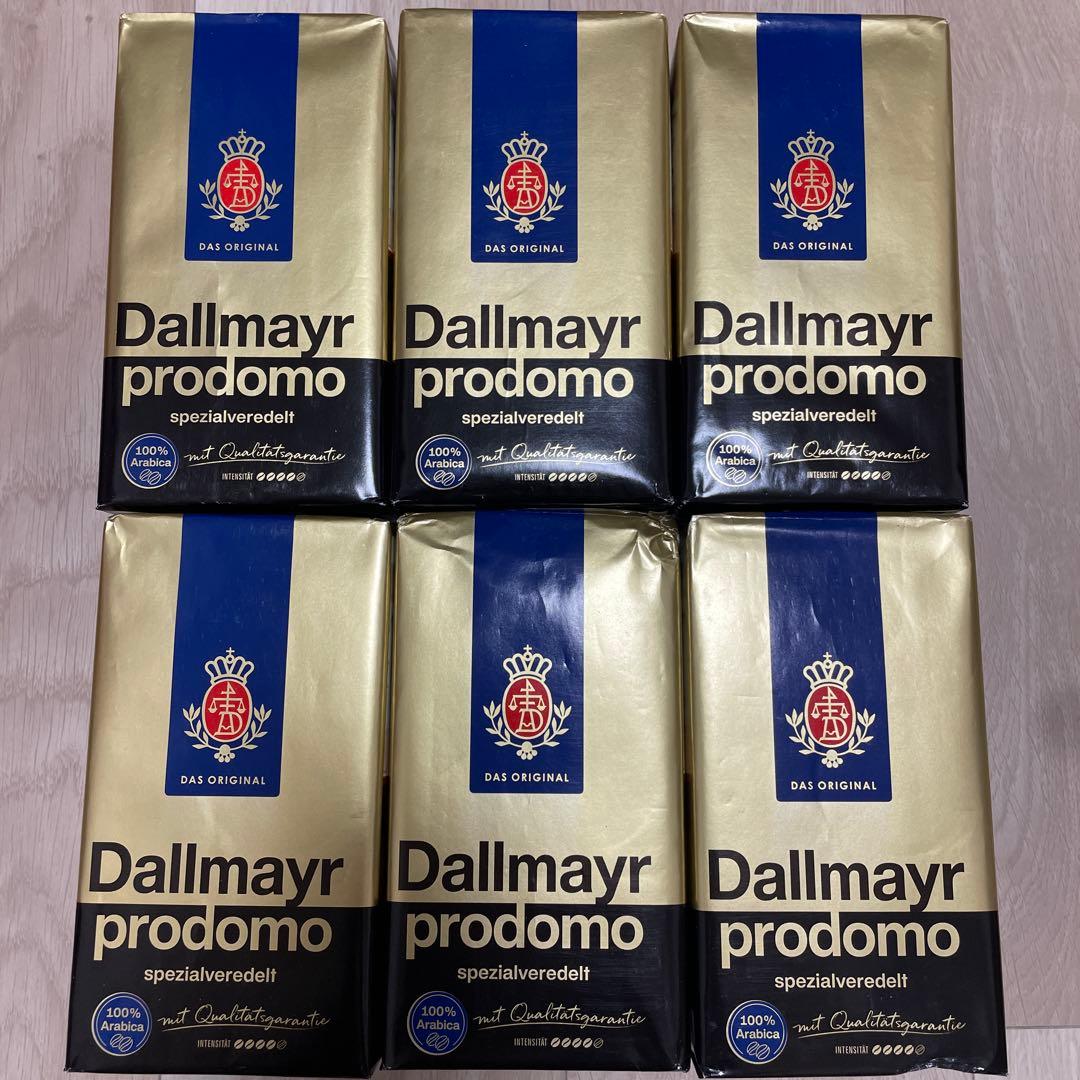 DAS ORIGINAL
Dallmayr
prodomo
spezialveredelt
100%
Arabica
mit Qualitätsgarantie
INTENSITÄT
DAS ORIGINAL
Dallmayr
prodomo
spezialveredelt
100%
Arabica
mit Qualitätsgarantie
INTENSITÄT
DAS ORIGINAL
Dallmayr
prodomo
spezialveredelt
100%
Arabica
mit Qualitätsgarantie
INTENSITÄT
DAS ORIGINAL
Dallmayr
prodomo
spezialveredelt
100%
Arabica
mit Qualitätsgarantie
INTENSITÄT
DAS ORIGINAL
Dallmayr
prodomo
spezialveredelt
100%
Arabica
mit Qualitätsgarantie
INTENSITÄT
DAS ORIGINAL
Dallmayr
prodomo
spezialveredelt
100%
Arabica
mit Qualitätsgarantie
INTENSITÄT